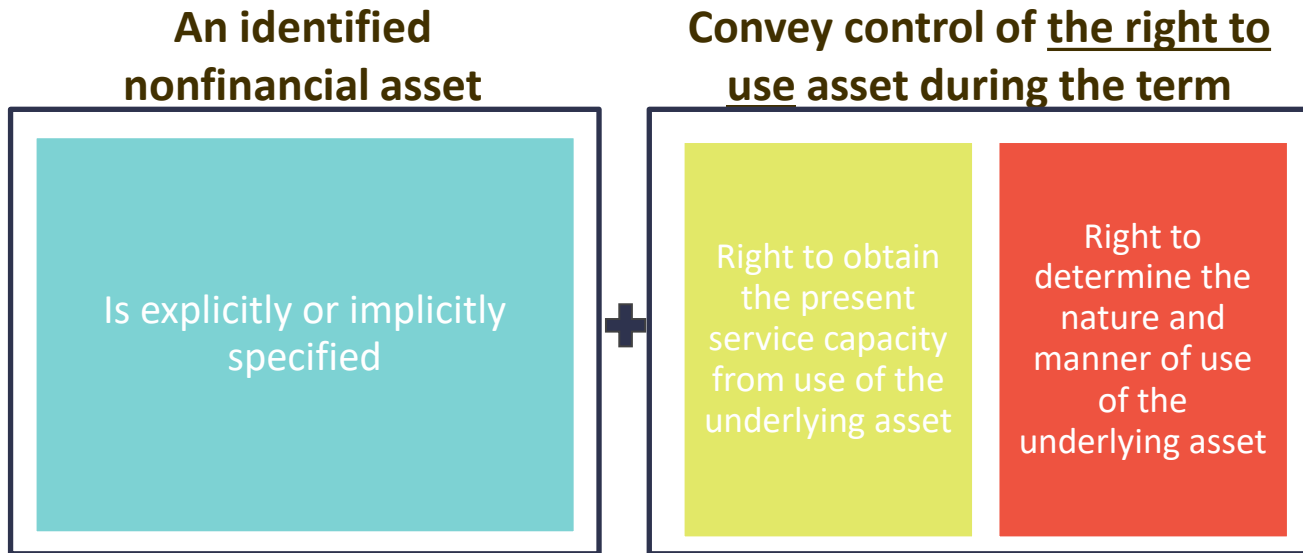 An identified
nonfinancial asset
Convey control of the right to
use asset during the term
Is explicitly or implicitly
specified
Right to obtain
the present
service capacity
from use of the
underlying asset
Right to
determine the
nature and
manner of use
of the
underlying asset